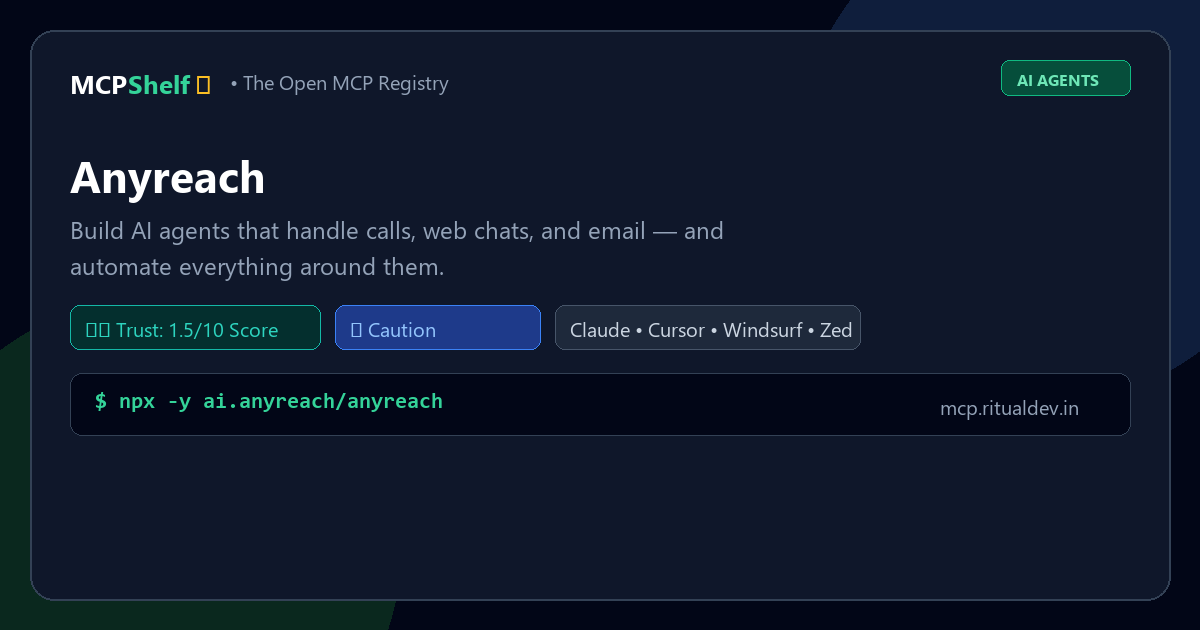 MCPShelf • The Open MCP Registry
AI AGENTS
Anyreach
Build AI agents that handle calls, web chats, and email — and
automate everything around them.
Trust: 1.5/10 Score
Caution
Claude • Cursor • Windsurf • Zed
$ npx -y ai.anyreach/anyreach
mcp.ritualdev.in